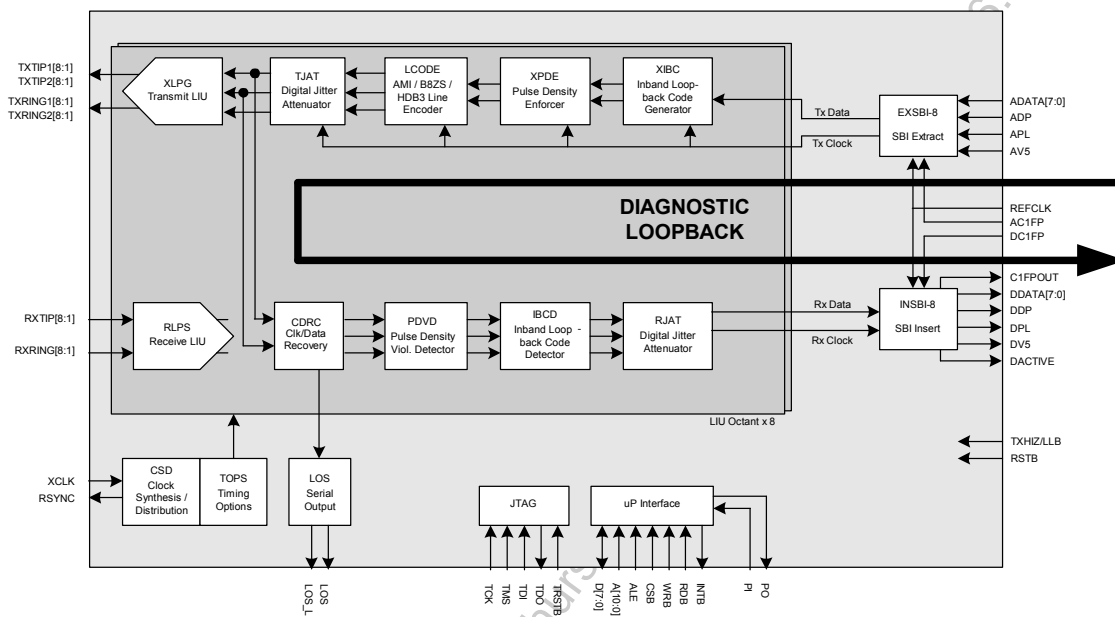 TXTIP1[8:1]
TXTIP2[8:1]
TXRING1[8:1]
TXRING2[8:1]
XLPG
Transmit LIU
TJAT
Digital Jitter
Attenuator
LCODE
AMI / B8ZS /
HDB3 Line
Encoder
XPDE
Pulse Density
Enforcer
XIBC
Inband Loop-
back Code
Generator
Tx Data
Tx Clock
EXSBI-8
SBI Extract
ADATA[7:0]
ADP
APL
AV5
DIAGNOSTIC
LOOPBACK
REFCLK
AC1FP
DC1FP
RXTIP[8:1]
RXRING[8:1]
RLPS
Receive LIU
CDRC
Clk/Data
Recovery
PDVD
Pulse Density
Viol. Detector
IBCD
Inband Loop -
back Code
Detector
RJAT
Digital Jitter
Attenuator
Rx Data
Rx Clock
INSBI-8
SBI Insert
C1FPOUT
DDATA[7:0]
DDP
DPL
DV5
DACTIVE
LIU Octant x 8
TXHIZ/LLB
RSTB
XCLK
RSYNC
CSD
Clock
Synthesis /
Distribution
TOPS
Timing
Options
LOS
Serial
Output
JTAG
uP Interface
LOS_L
LOS
TCK
TMS
TDI
TDO
TRSTB
D[7:0]
A[10:0]
ALE
CSB
WRB
RDB
INTB
PI
PO